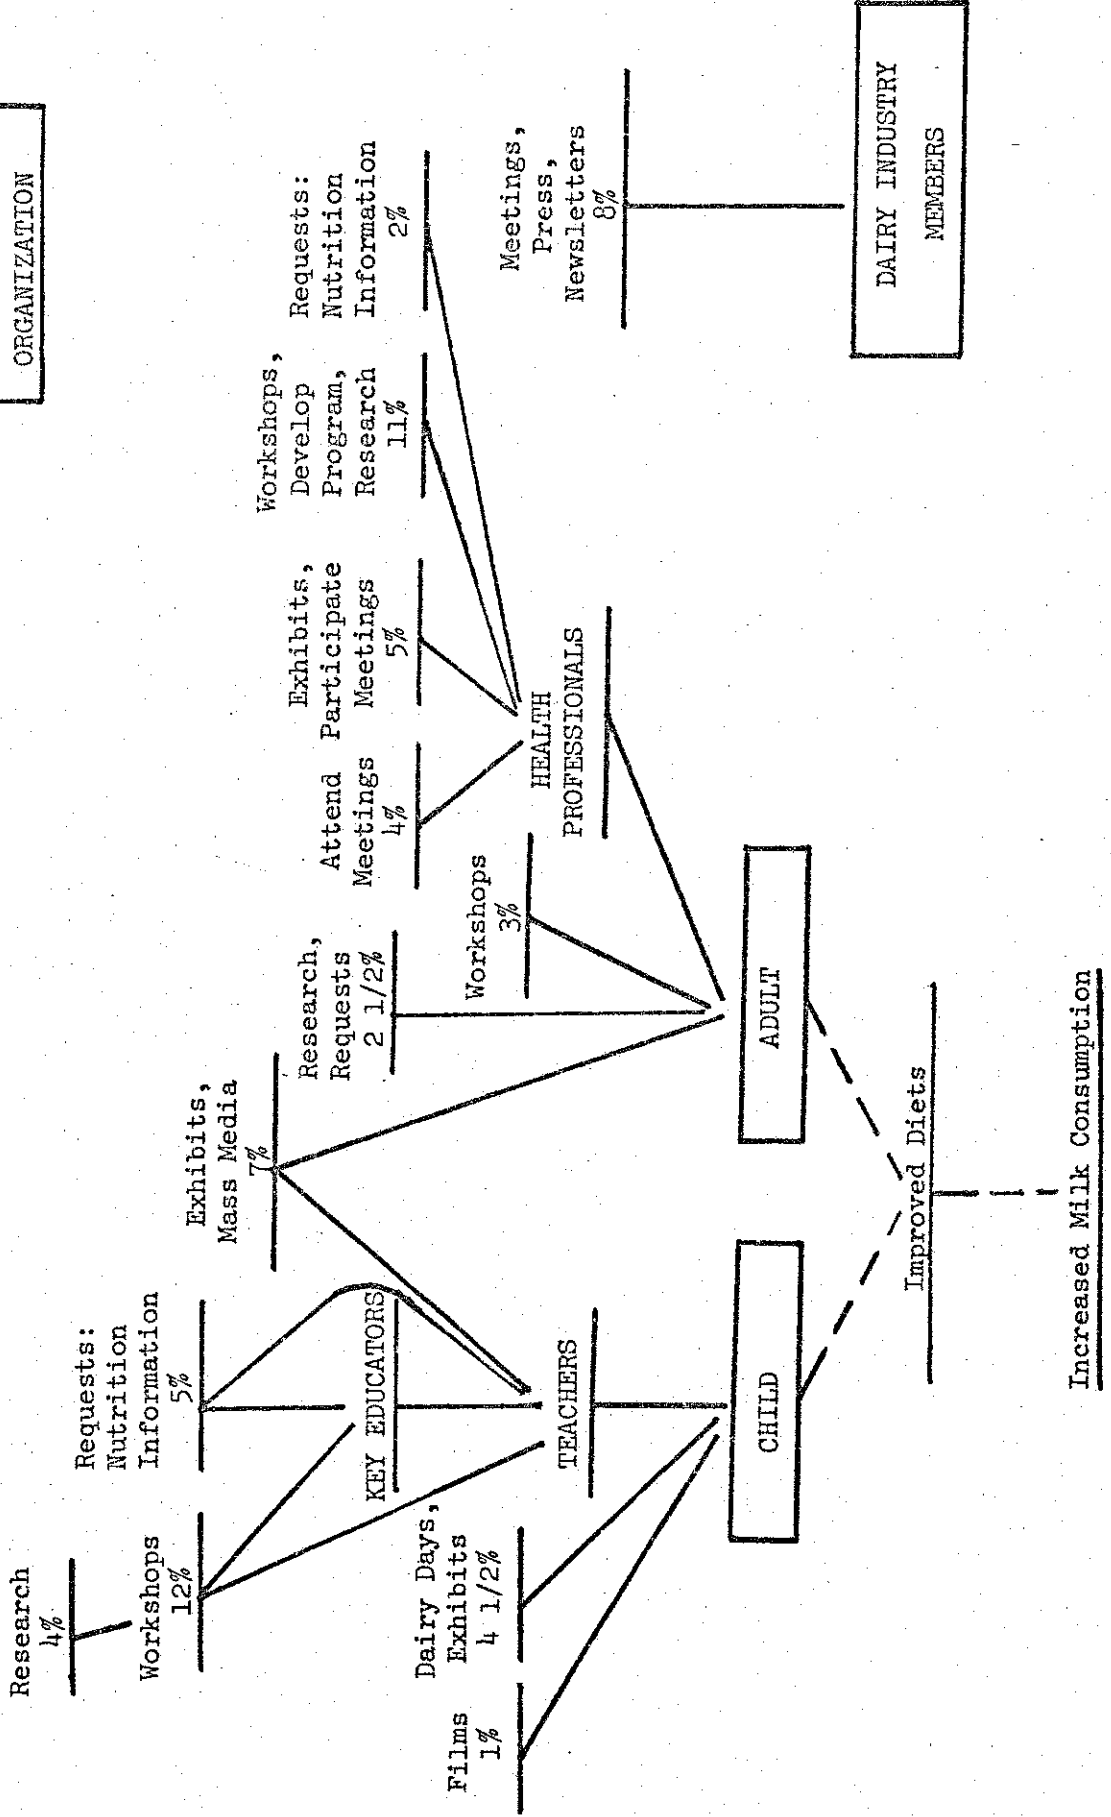 ORGANIZATION
Research
4%
Workshops
12%
Requests:
Nutrition
Information
5%
Exhibits,
Mass Media
7%
KEY EDUCATORS
TEACHERS
Films
1%
Dairy Days,
Exhibits
4 1/2%
CHILD
Research,
Requests
2 1/2%
Workshops
3%
Attend
Meetings
4%
Exhibits,
Participate
Meetings
5%
Workshops,
Develop
Program,
Research
11%
Requests:
Nutrition
Information
2%
HEALTH
PROFESSIONALS
ADULT
Meetings,
Press,
Newsletters
8%
DAIRY INDUSTRY
MEMBERS
Improved Diets
Increased Milk Consumption